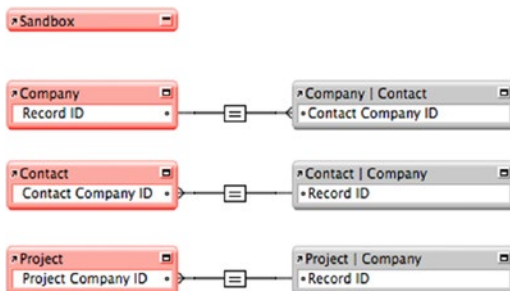 Sandbox
Company
Record ID
=
Company | Contact
Contact Company ID
Contact
Contact Company ID
=
Contact | Company
Record ID
Project
Project Company ID
=
Project | Company
Record ID